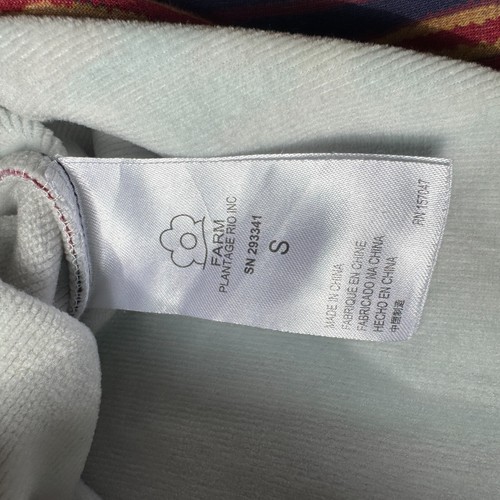 FARM
PLANTAGE RIO INC
SN 293341
S
MADE IN CHINA
FABRIQUÉ EN CHINE
FABRICADO NA CHINA
HECHO EN CHINA
中国制造
RN 157047